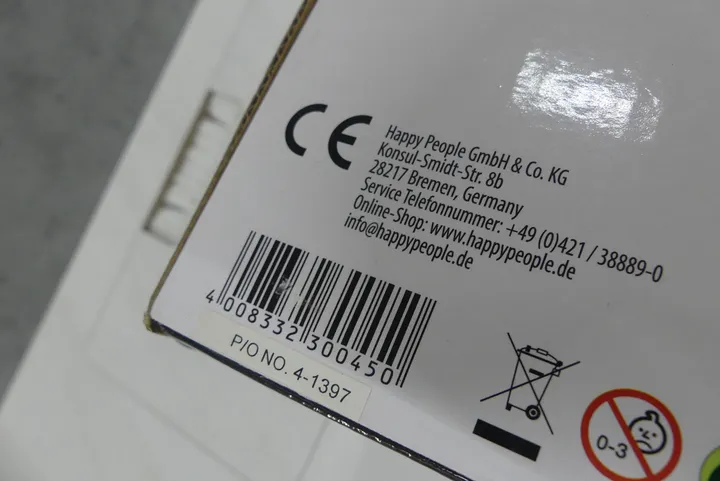 CE
Happy People GmbH & Co. KG
Konsul-Smidt-Str. 8b
28217 Bremen, Germany
Service Telefonnummer: +49 (0)421 / 38889-0
Online-Shop: www.happypeople.de
info@happypeople.de
4 008332 300450
P/O NO. 4-1397
0-3